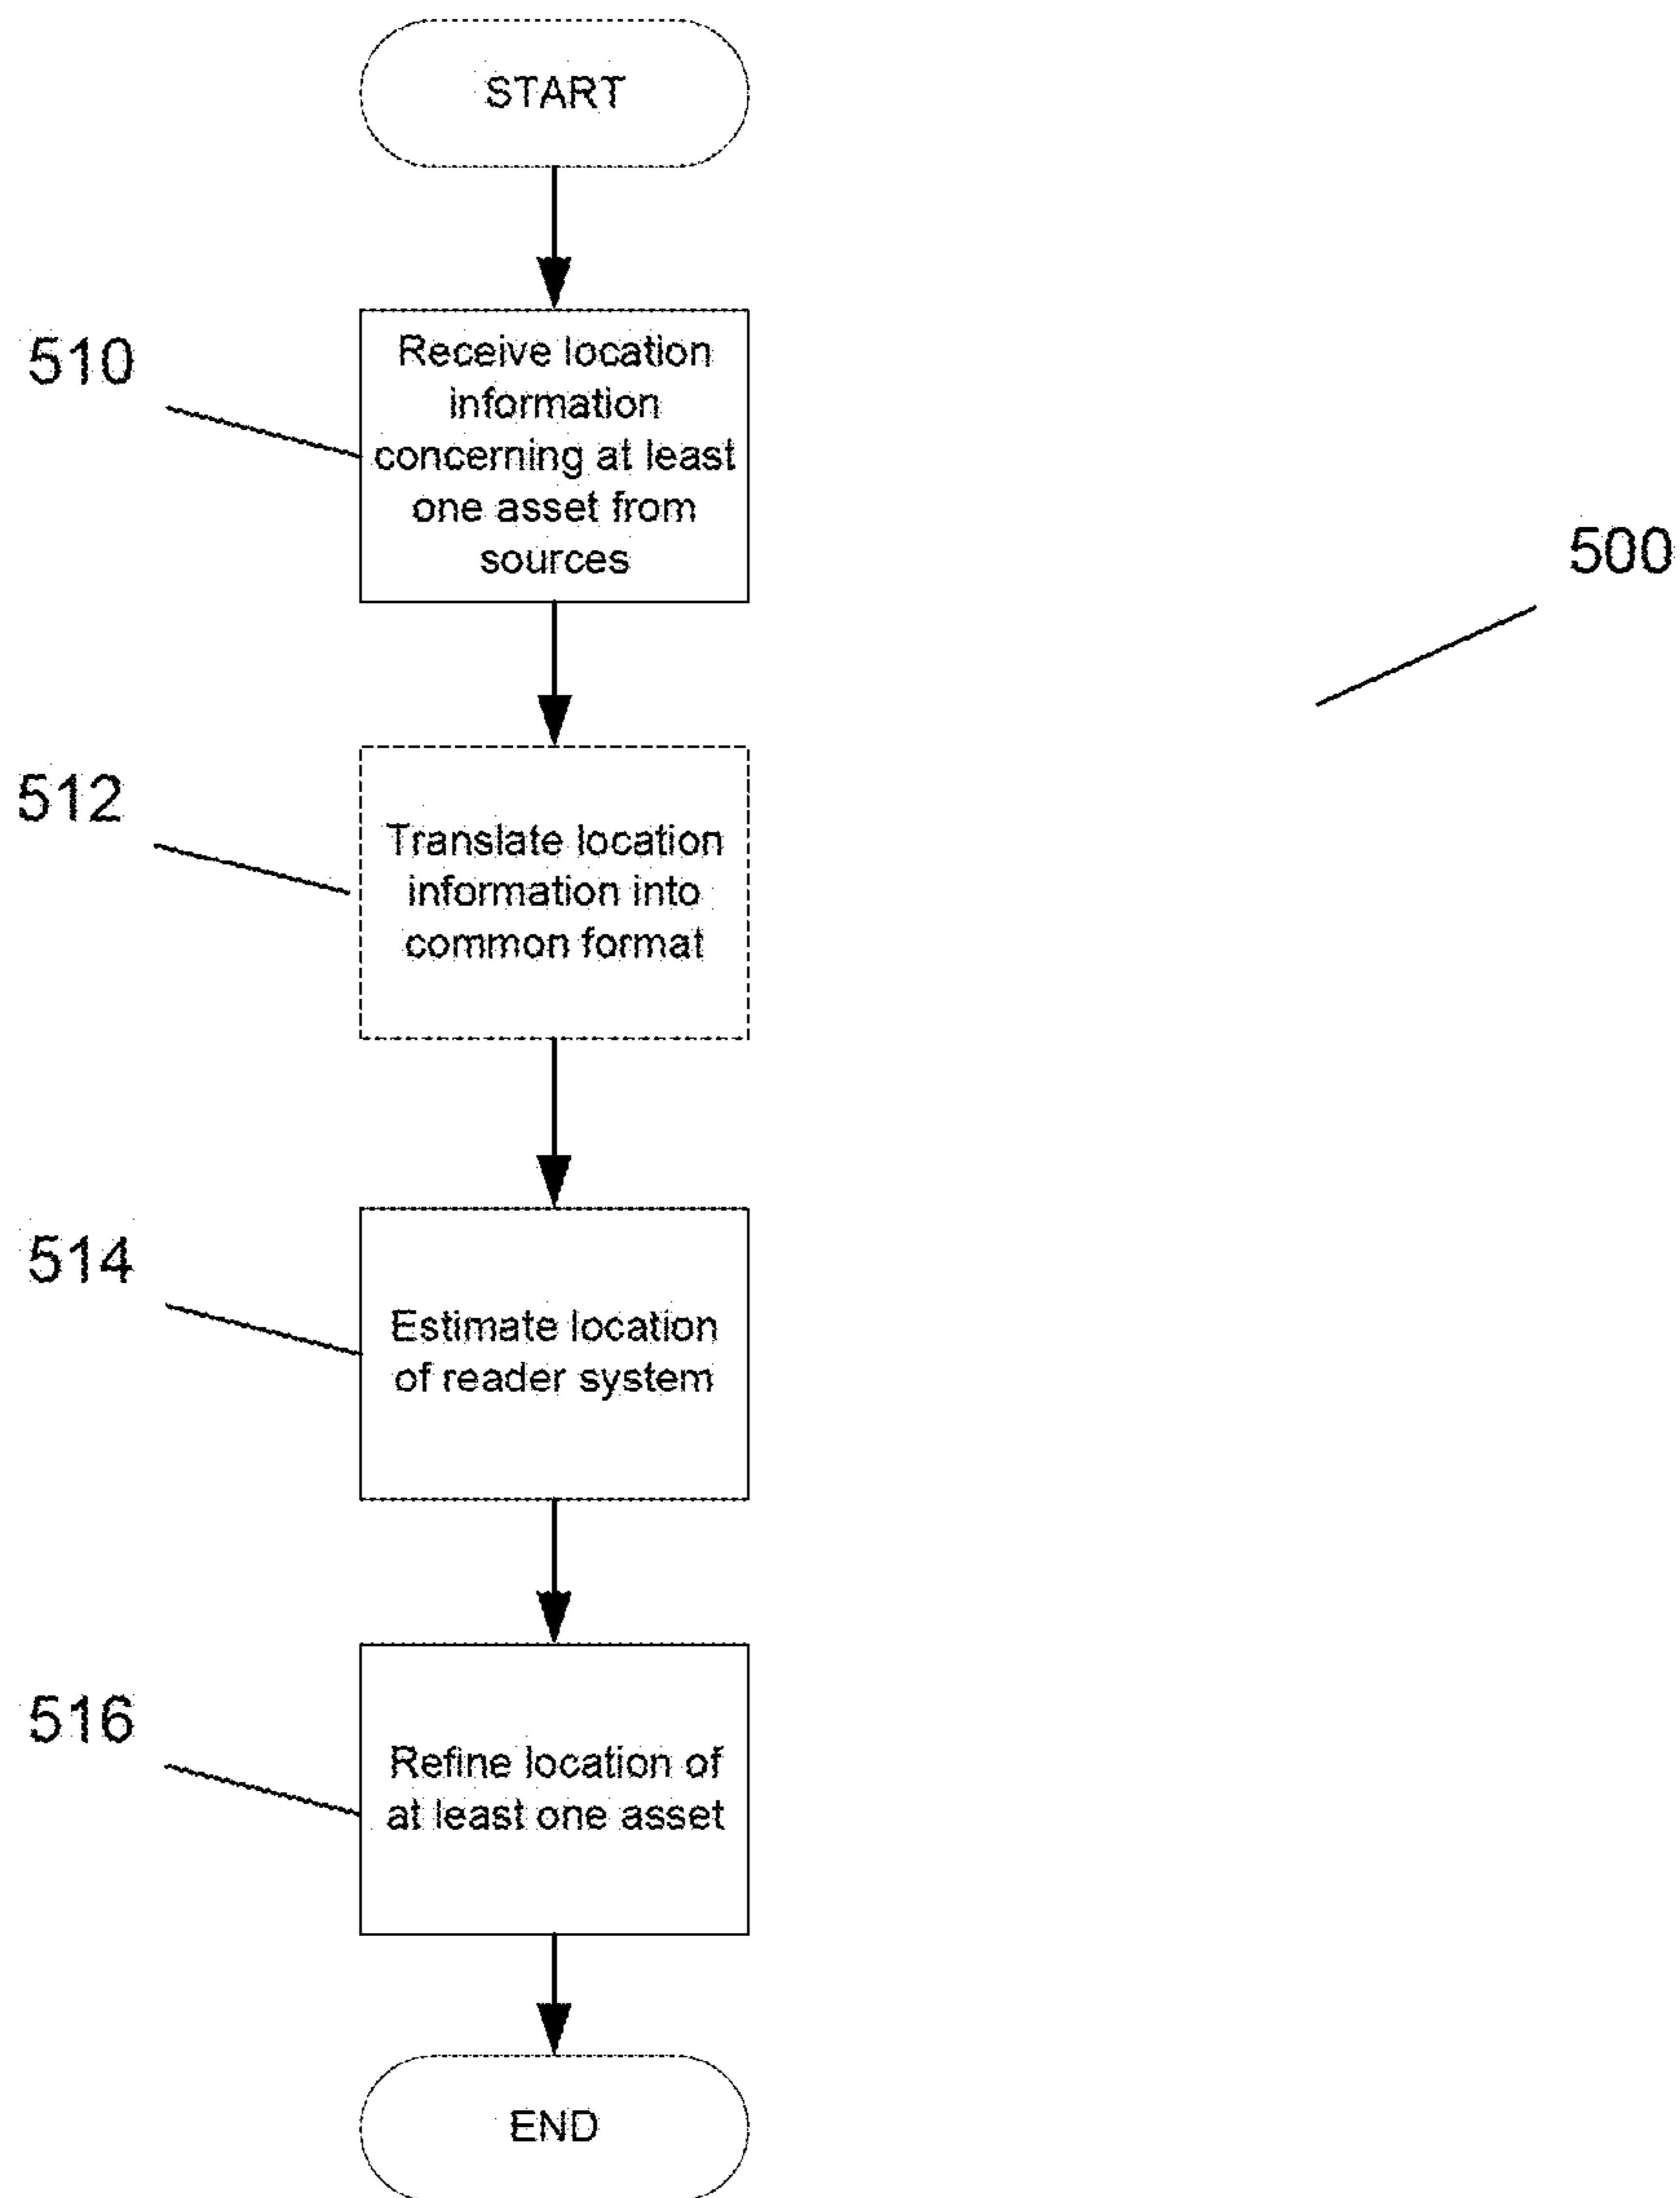 START
510
Receive location
information
concerning at least
one asset from
sources
500
512
Translate location
information into
common format
514
Estimate location
of reader system
516
Refine location of
at least one asset
END